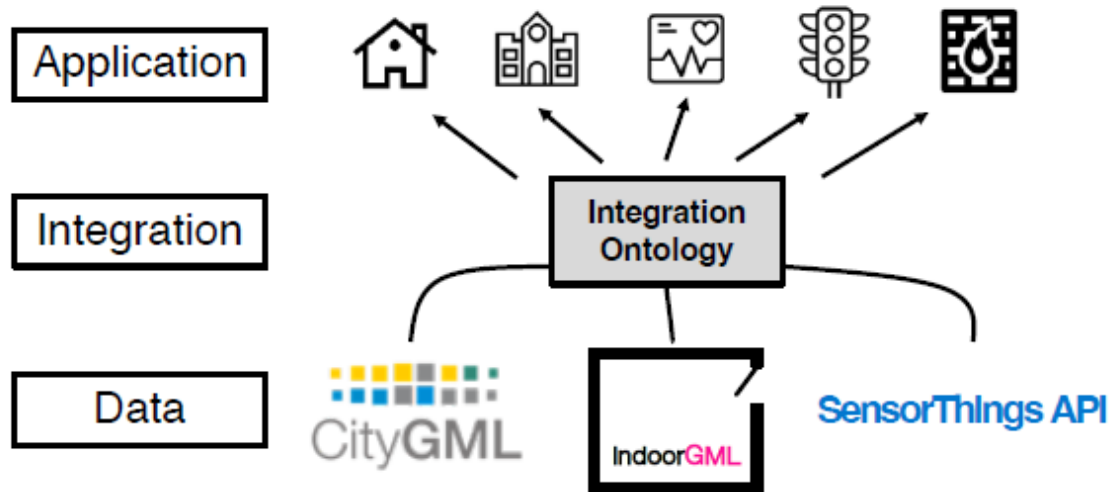 Application
Integration
Integration
Ontology
Data
CityGML
IndoorGML
SensorThIngs API